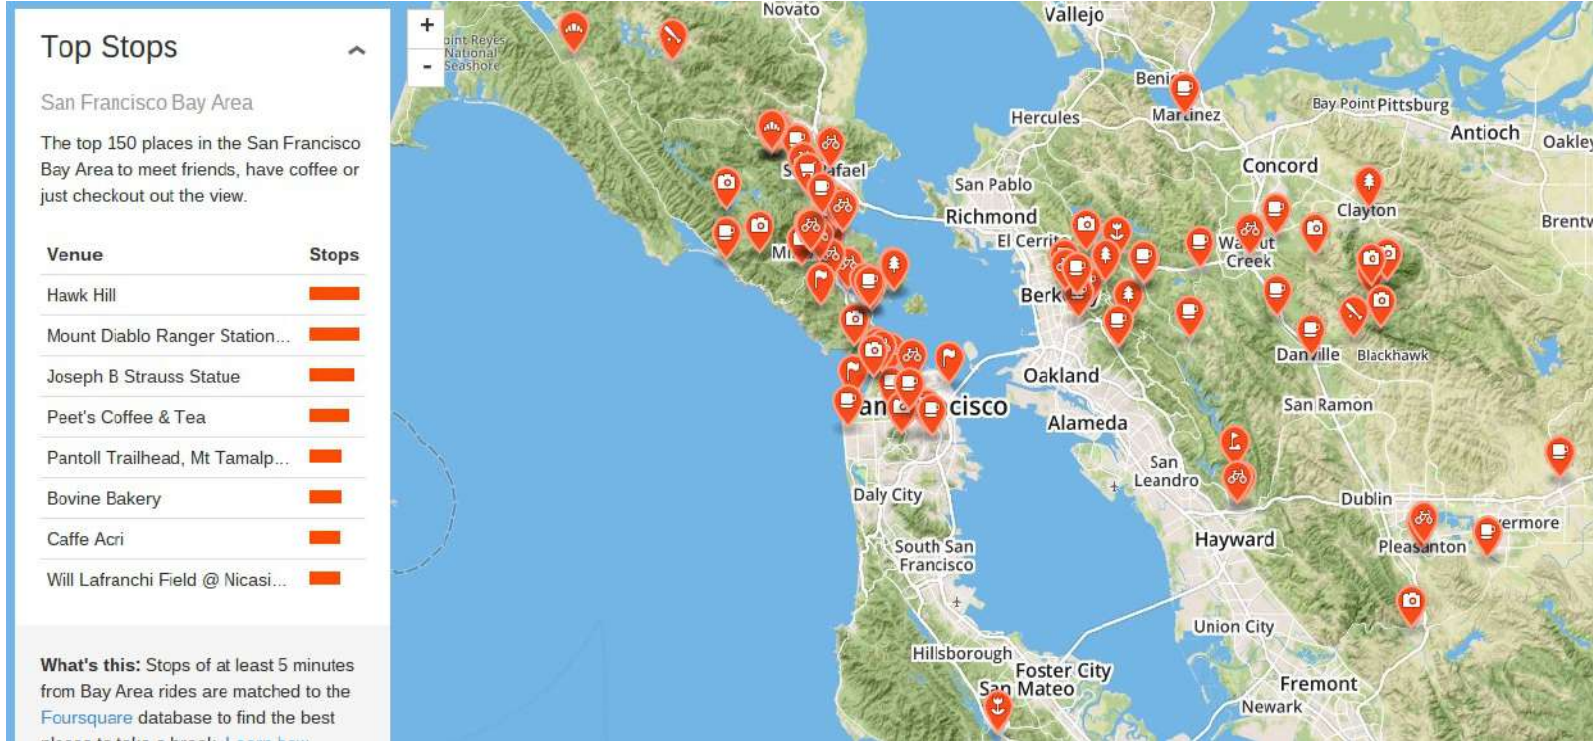 Top Stops
San Francisco Bay Area
The top 150 places in the San Francisco
Bay Area to meet friends, have coffee or
just checkout out the view.
Venue Stops
Hawk Hill
Mount Diablo Ranger Station...
Joseph B Strauss Statue
Peet's Coffee & Tea
Pantoll Trailhead, Mt Tamalp...
Bovine Bakery
Caffe Acri
Will Lafranchi Field @ Nicasi...
What's this: Stops of at least 5 minutes
from Bay Area rides are matched to the
Foursquare database to find the best
+
-
Reyes
National
Seashore
Novato
Vallejo
Hercules
Martinez
Bay Point
Pittsburg
Antioch
Oakley
Concord
San Pablo
Richmond
El Cerrito
Clayton
Brentw
Walnut
Creek
Berkeley
Danville
Blackhawk
Oakland
San Ramon
Alameda
San
Leandro
Daly City
Dublin
Hayward
Pleasanton
ermore
South San
Francisco
Union City
Hillsborough
Foster City
San Mateo
Fremont
Newark